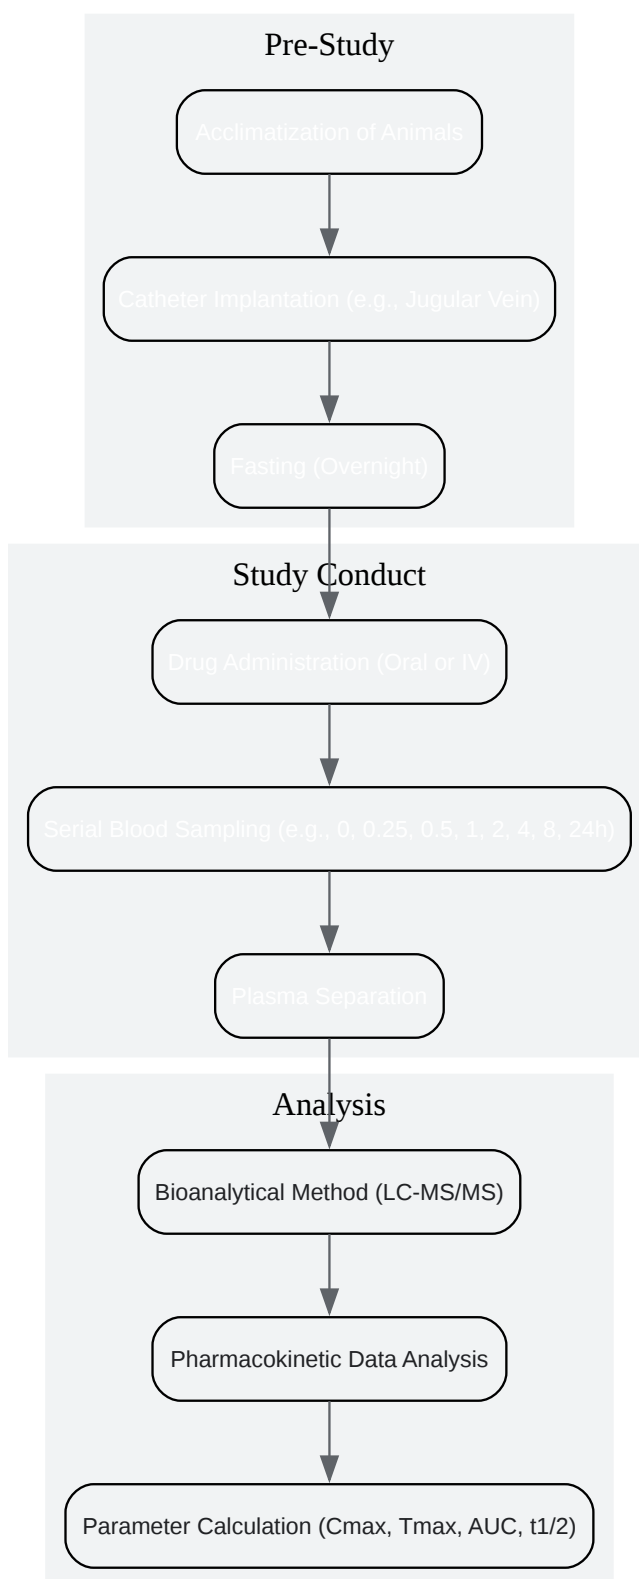 Pre-Study
Acclimatization of Animals
Catheter Implantation (e.g., Jugular Vein)
Fasting (Overnight)
Study Conduct
Drug Administration (Oral or IV)
Serial Blood Sampling (e.g., 0, 0.25, 0.5, 1, 2, 4, 8, 24h)
Plasma Separation
Analysis
Bioanalytical Method (LC-MS/MS)
Pharmacokinetic Data Analysis
Parameter Calculation (Cmax, Tmax, AUC, t1/2)